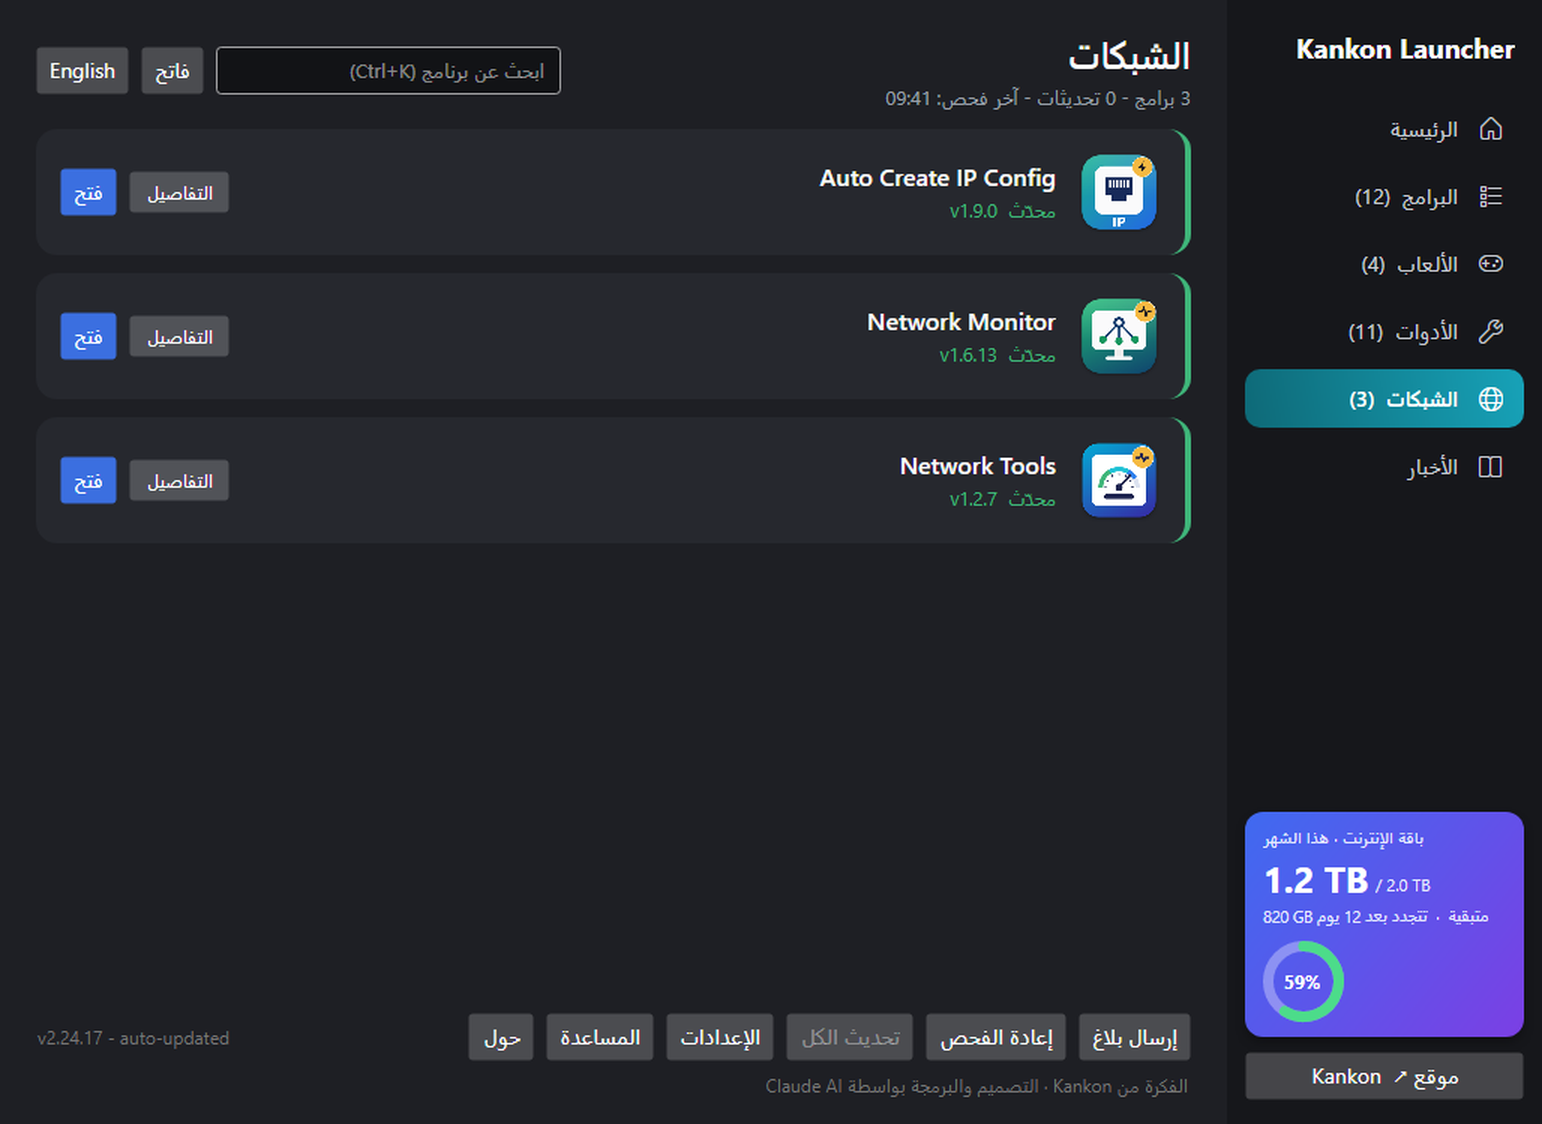 Kankon Launcher
الرئيسية
البرامج (12)
الألعاب (4)
الأدوات (11)
الشبكات (3)
الأخبار
باقة الإنترنت · هذا الشهر
1.2 TB / 2.0 TB
820 GB متبقية · تتجدد بعد 12 يوم
59%
موقع Kankon ↗
الشبكات
3 برامج - 0 تحديثات - آخر فحص: 09:41
ابحث عن برنامج (Ctrl+K)
فاتح
English
Auto Create IP Config
محدّث v1.9.0
IP
التفاصيل
فتح
Network Monitor
محدّث v1.6.13
التفاصيل
فتح
Network Tools
محدّث v1.2.7
التفاصيل
فتح
إرسال بلاغ
إعادة الفحص
تحديث الكل
الإعدادات
المساعدة
حول
v2.24.17 - auto-updated
الفكرة من Kankon · التصميم والبرمجة بواسطة Claude AI